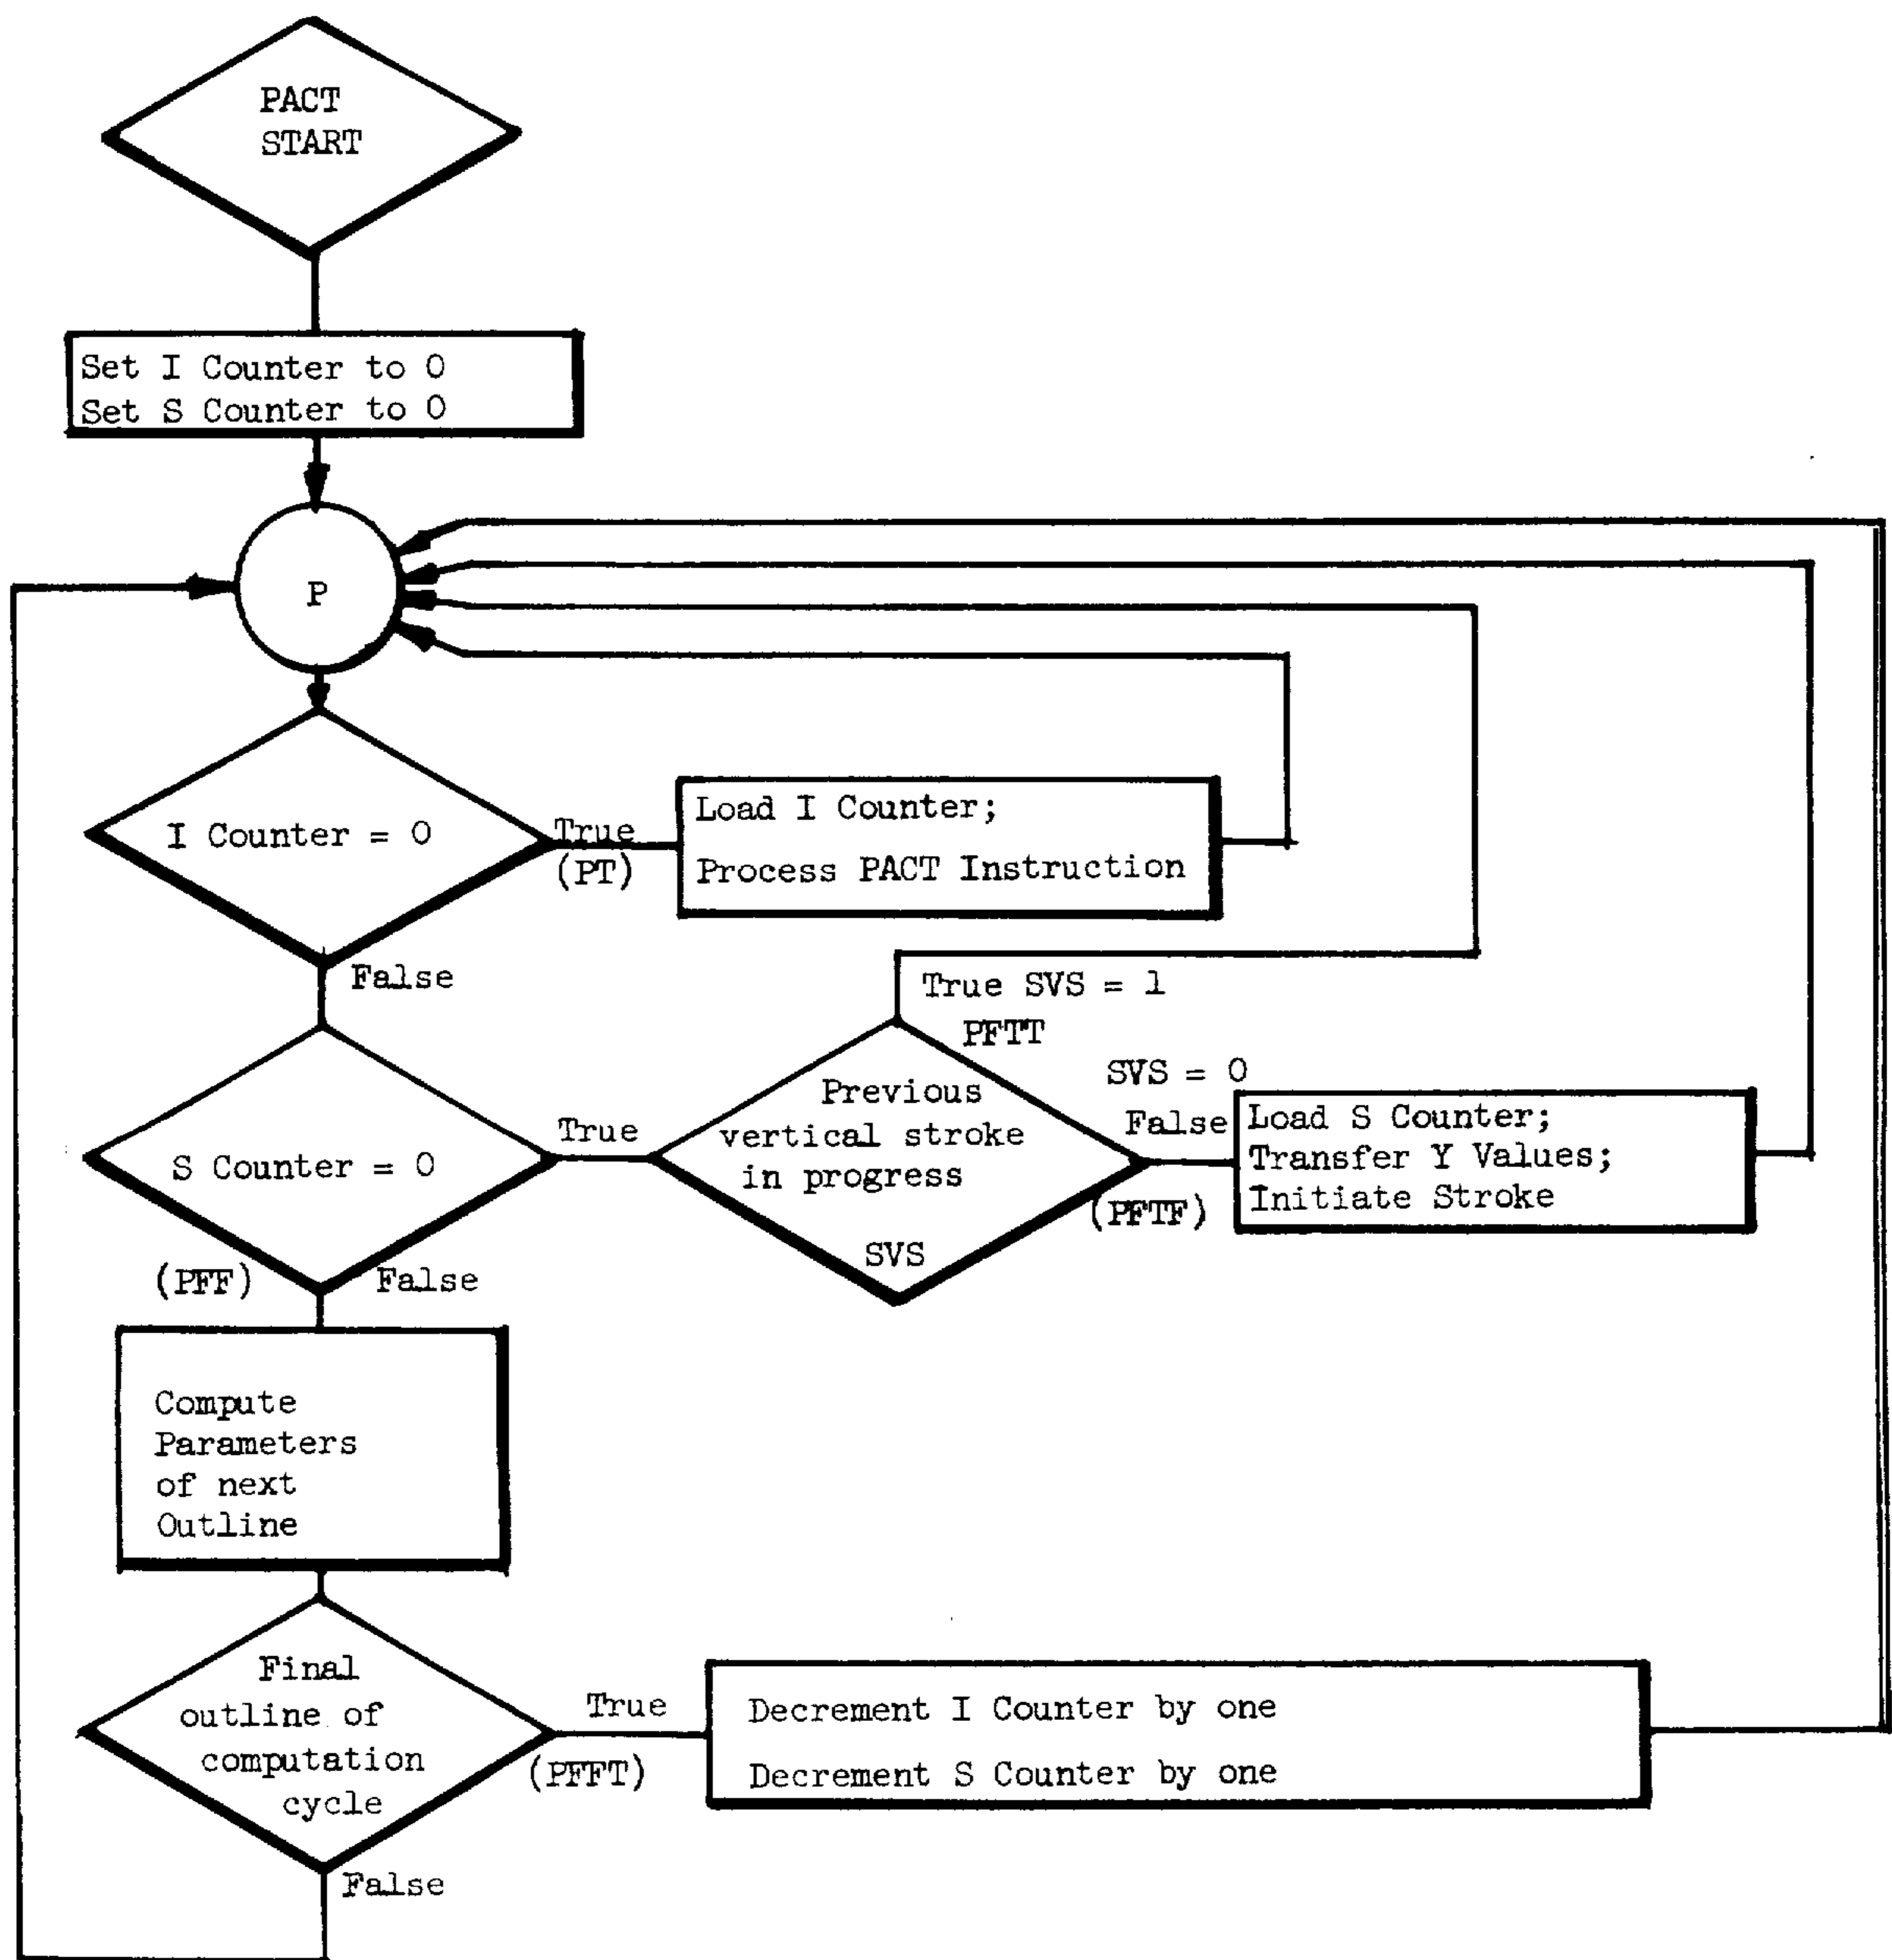 PACT
START
Set I Counter to 0
Set S Counter to 0
P
I Counter = 0
True
(PT)
Load I Counter;
Process PACT Instruction
False
True SVS = 1
PFTT
S Counter = 0
True
Previous
vertical stroke
in progress
SVS
SVS = 0
False
(PFTF)
Load S Counter;
Transfer Y Values;
Initiate Stroke
(PFF)
False
Compute
Parameters
of next
Outline
Final
outline of
computation
cycle
True
(PFFT)
Decrement I Counter by one
Decrement S Counter by one
False